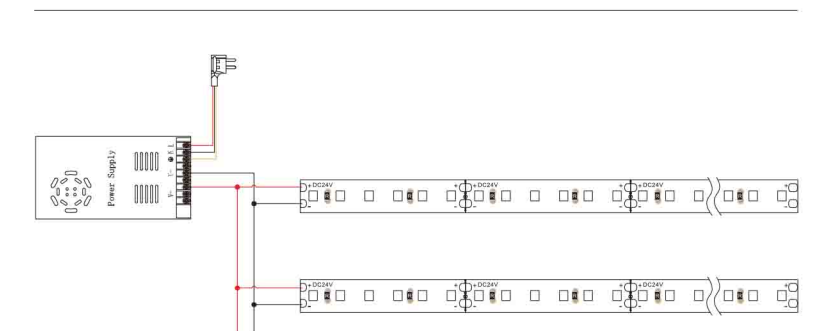 Power Supply
L
N
V-
+DC24V
+DC24V
+DC24V
+DC24V
+DC24V
+DC24V